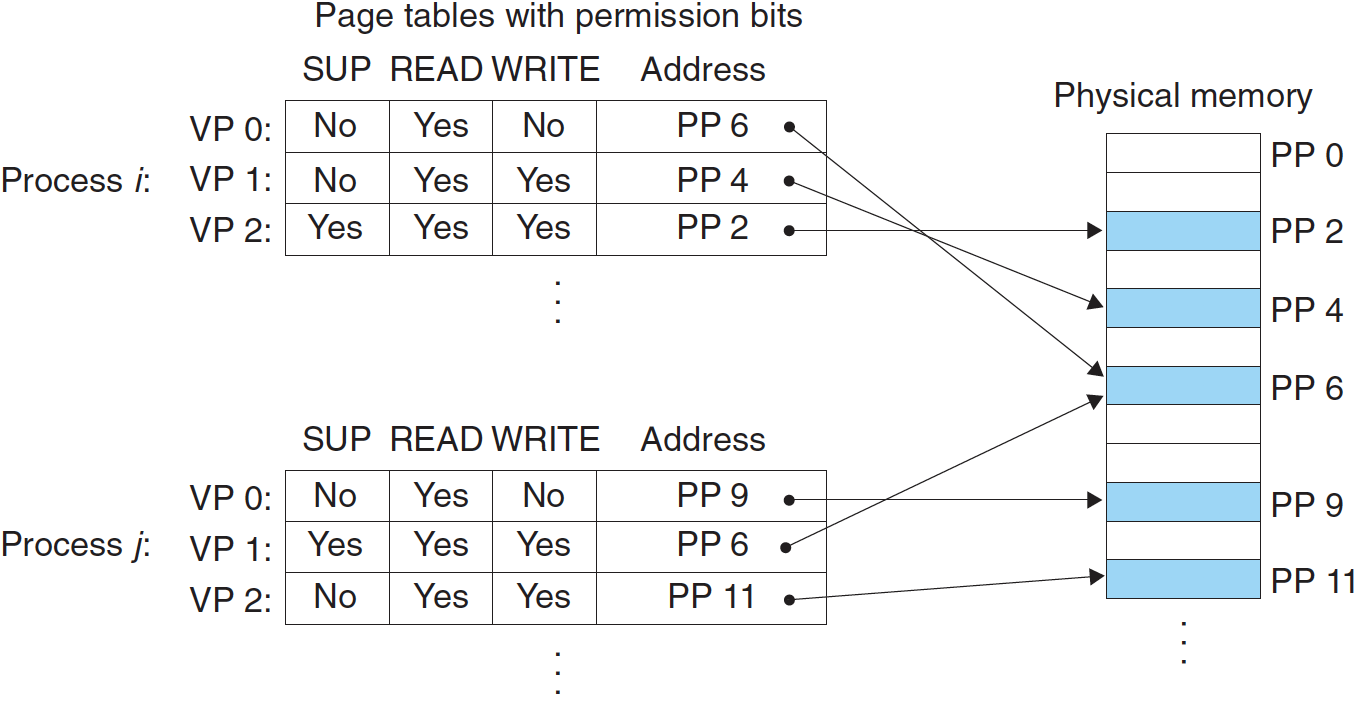 Page tables with permission bits
SUP READ WRITE Address
VP 0: No Yes No PP 6
Process i: VP 1: No Yes Yes PP 4
VP 2: Yes Yes Yes PP 2
Physical memory
PP 0
PP 2
PP 4
PP 6
PP 9
PP 11
SUP READ WRITE Address
VP 0: No Yes No PP 9
Process j: VP 1: Yes Yes Yes PP 6
VP 2: No Yes Yes PP 11